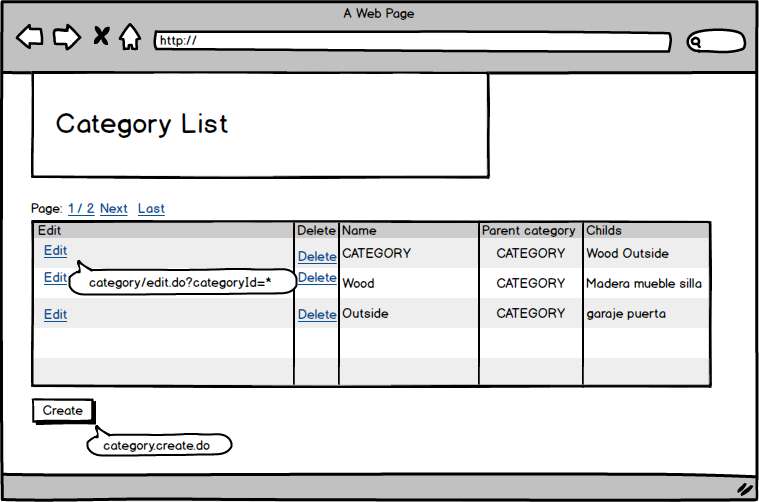 A Web Page
http://
Category List
Page: 1 / 2 Next Last
Edit Delete Name Parent category Childs
Edit Delete CATEGORY CATEGORY Wood Outside
Edit Delete Wood CATEGORY Madera mueble silla
category/edit.do?categoryId=*
Edit Delete Outside CATEGORY garaje puerta
Create
category.create.do